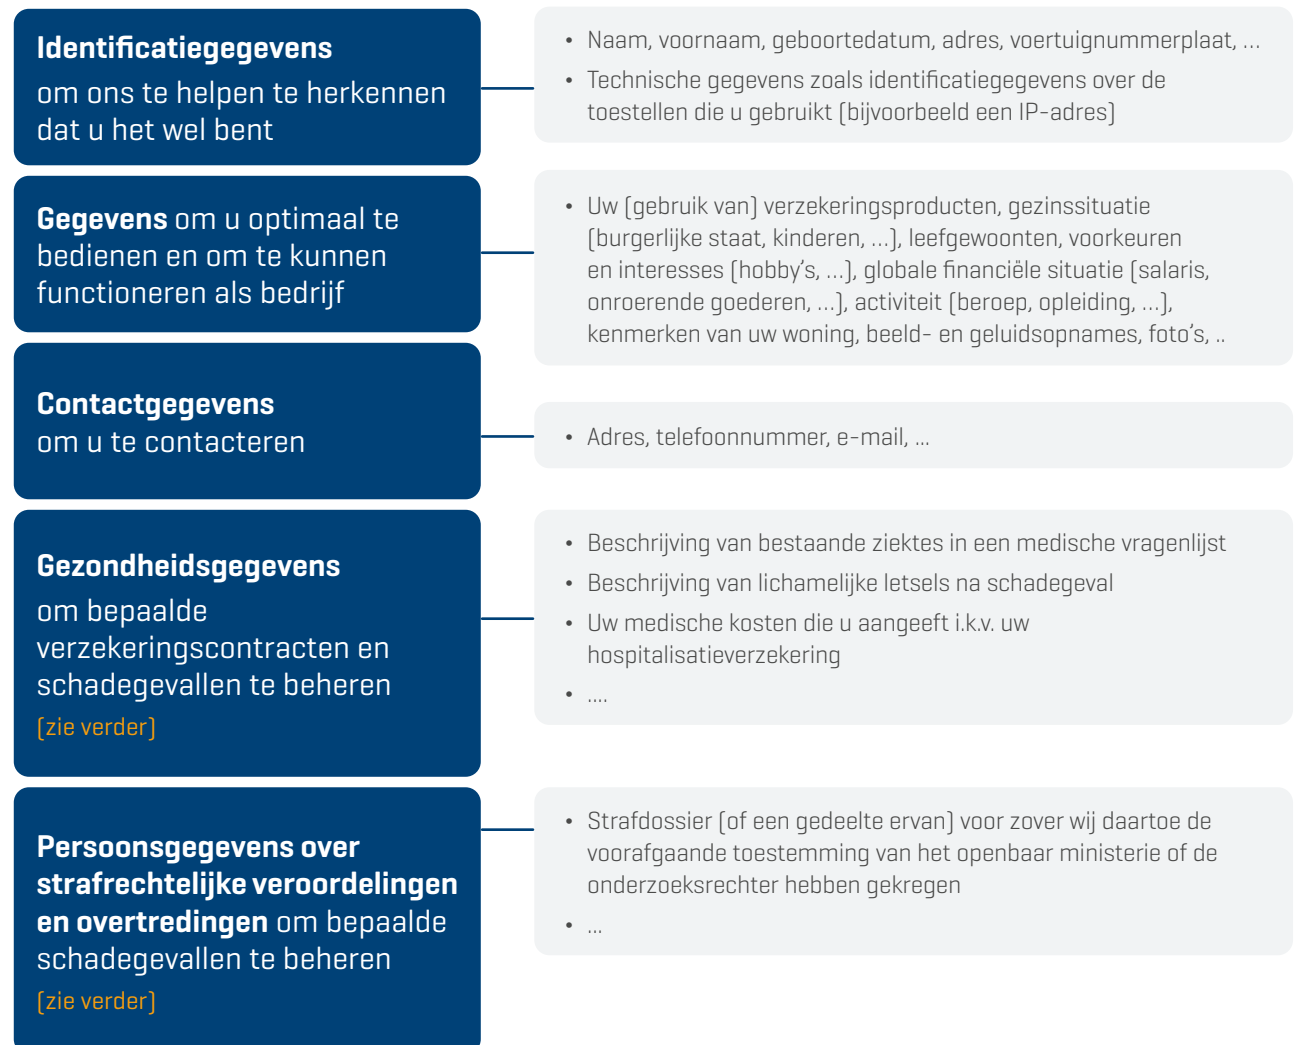 Identificatiegegevens
om ons te helpen te herkennen
dat u het wel bent
• Naam, voornaam, geboortedatum, adres, voertuignummerplaat, ...
• Technische gegevens zoals identificatiegegevens over de
toestellen die u gebruikt (bijvoorbeeld een IP-adres)
Gegevens om u optimaal te
bedienen en om te kunnen
functioneren als bedrijf
• Uw (gebruik van) verzekeringsproducten, gezinssituatie
(burgerlijke staat, kinderen, ...), leefgewoonten, voorkeuren
en interesses (hobby's, ...), globale financiële situatie (salaris,
onroerende goederen, ...), activiteit (beroep, opleiding, ...),
kenmerken van uw woning, beeld- en geluidsopnames, foto's, ..
Contactgegevens
om u te contacteren
• Adres, telefoonnummer, e-mail, ...
Gezondheidsgegevens
om bepaalde
verzekeringscontracten en
schadegevallen te beheren
(zie verder)
• Beschrijving van bestaande ziektes in een medische vragenlijst
• Beschrijving van lichamelijke letsels na schadegeval
• Uw medische kosten die u aangeeft i.k.v. uw
hospitalisatieverzekering
• ....
Persoonsgegevens over
strafrechtelijke veroordelingen
en overtredingen om bepaalde
schadegevallen te beheren
(zie verder)
• Strafdossier (of een gedeelte ervan) voor zover wij daartoe de
voorafgaande toestemming van het openbaar ministerie of de
onderzoeksrechter hebben gekregen
• ...